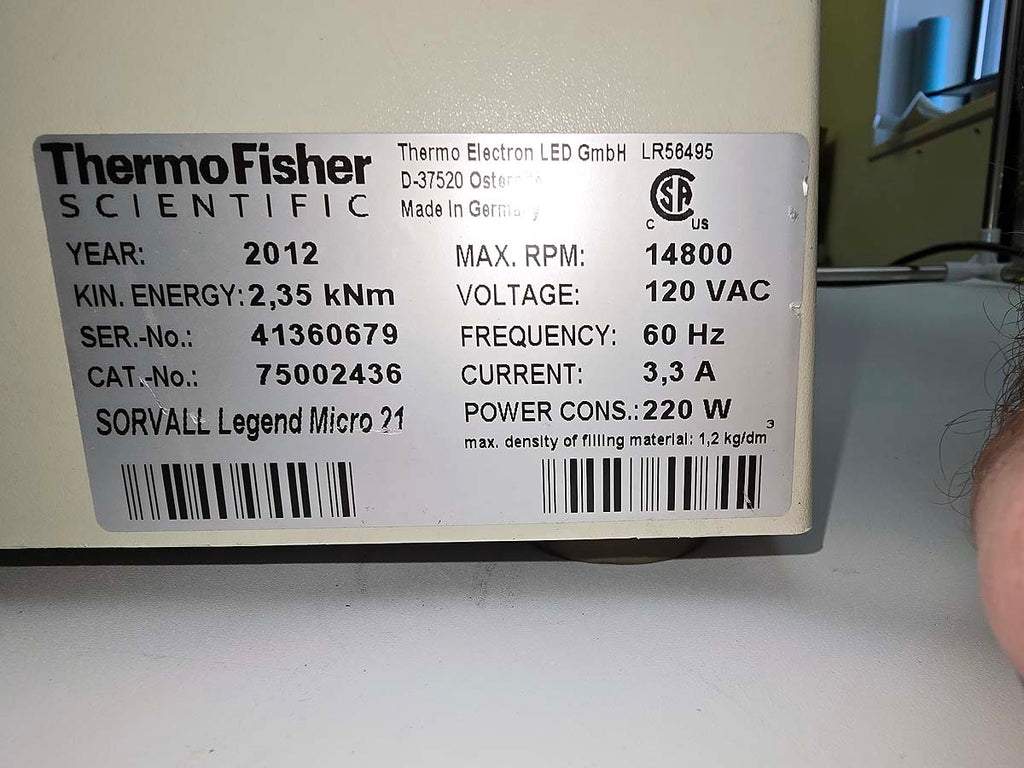 ThermoFisher
SCIENTIFIC
Thermo Electron LED GmbH LR56495
D-37520
Made In Germany
C US
YEAR: 2012
KIN. ENERGY: 2,35 kNm
SER.-No.: 41360679
CAT.-No.: 75002436
SORVALL Legend Micro 21
MAX. RPM: 14800
VOLTAGE: 120 VAC
FREQUENCY: 60 Hz
CURRENT: 3,3 A
POWER CONS.: 220 W
max. density of filling material: 1,2 kg/dm³